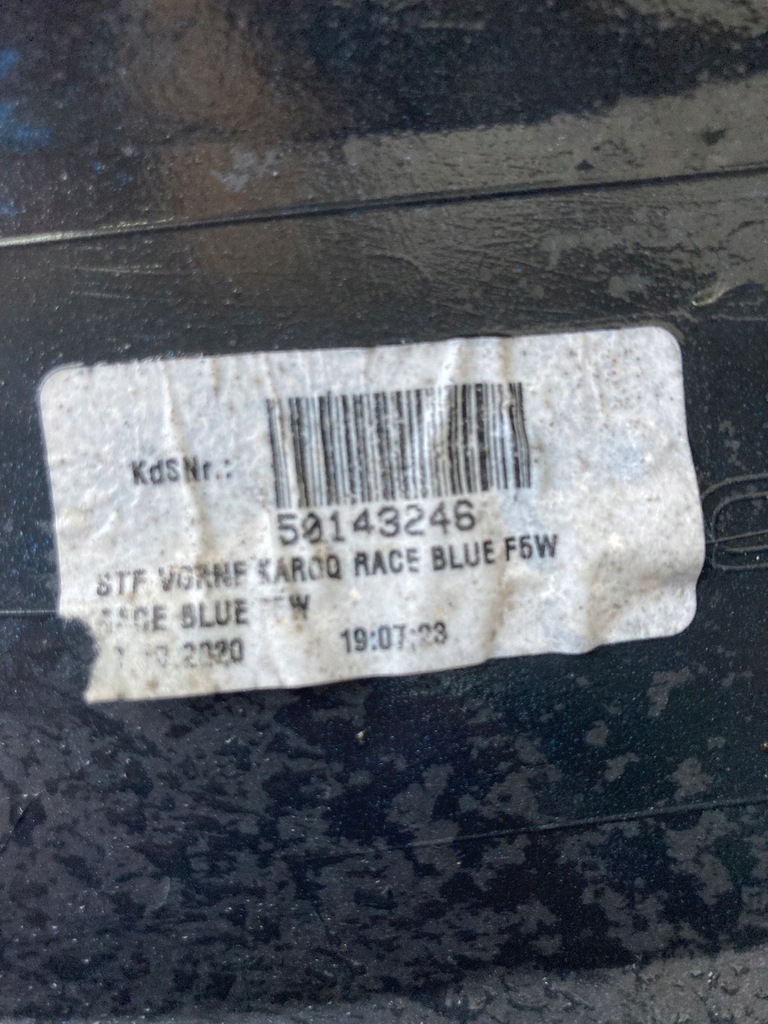 KdSNr.:
50143246
STF VORNE KAROQ RACE BLUE F5W
RACE BLUE
19:07:23